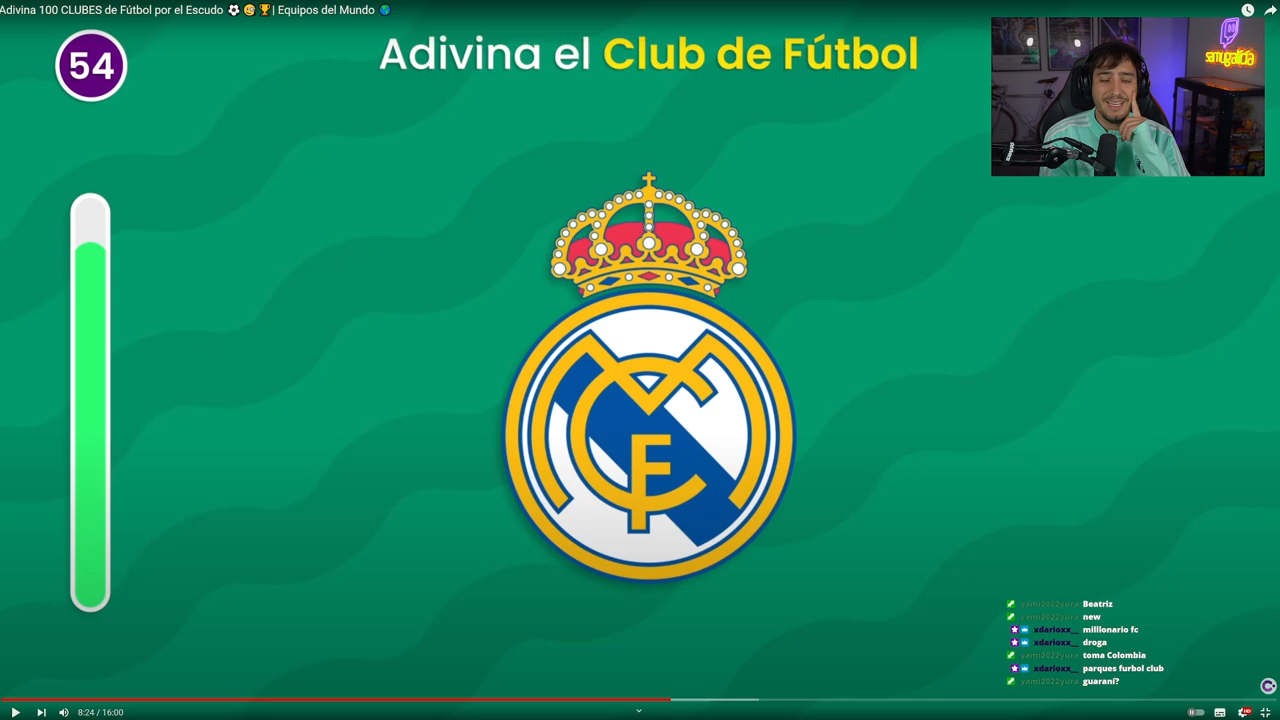 Adivina 100 CLUBES de Fútbol por el Escudo ⚽🤔🏆 | Equipos del Mundo 🌎
54
Adivina el Club de Fútbol
samugalida
yami2022yura Beatriz
yami2022yura new
xdarioxx__ millionario fc
xdarioxx__ droga
yami2022yura toma Colombia
xdarioxx__ parques furbol club
yami2022yura guaraní?
8:24 / 16:00
HD